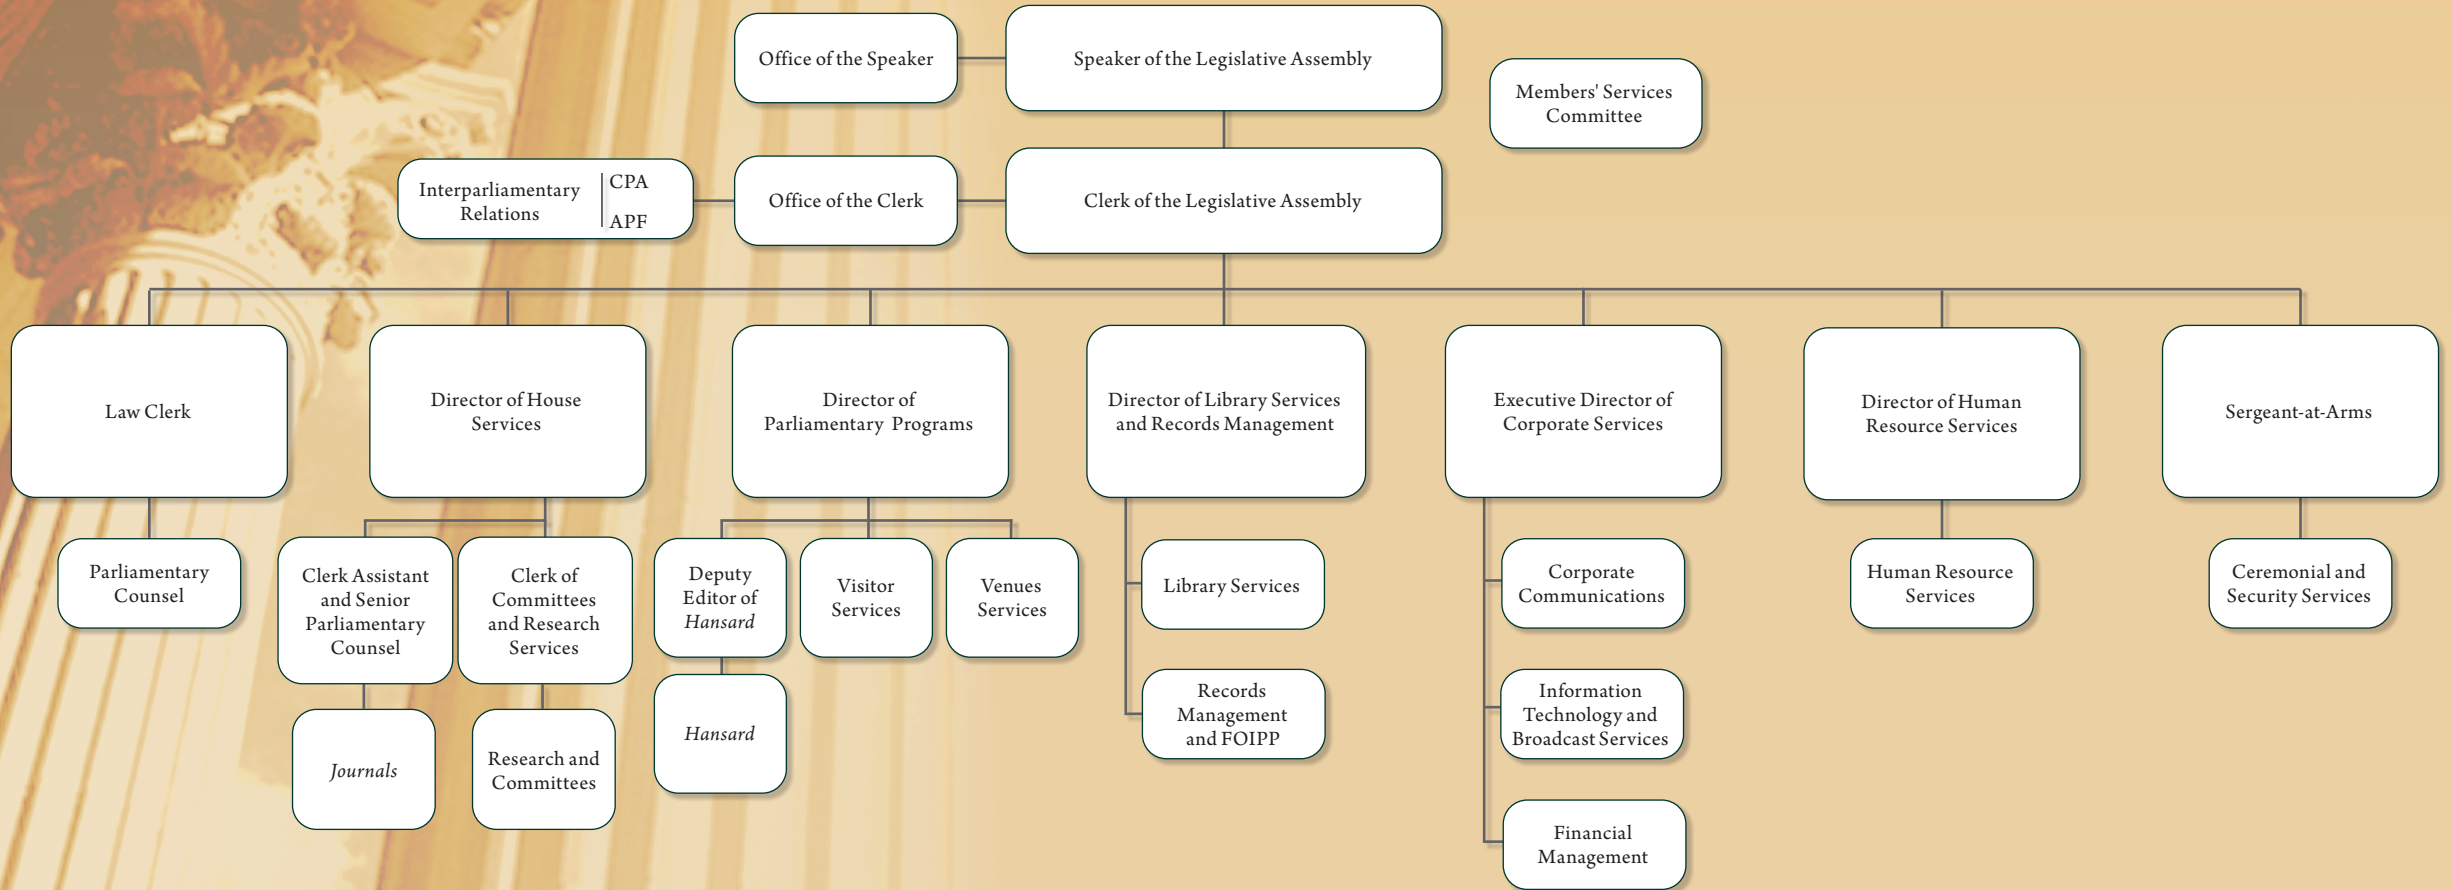 Office of the Speaker
Speaker of the Legislative Assembly
Members' Services
Committee
Interparliamentary
Relations
CPA
APF
Office of the Clerk
Clerk of the Legislative Assembly
Law Clerk
Director of House
Services
Director of
Parliamentary Programs
Director of Library Services
and Records Management
Executive Director of
Corporate Services
Director of Human
Resource Services
Sergeant-at-Arms
Parliamentary
Counsel
Clerk Assistant
and Senior
Parliamentary
Counsel
Clerk of
Committees
and Research
Services
Deputy
Editor of
Hansard
Visitor
Services
Venues
Services
Library Services
Corporate
Communications
Human Resource
Services
Ceremonial and
Security Services
Journals
Research and
Committees
Hansard
Records
Management
and FOIPP
Information
Technology and
Broadcast Services
Financial
Management